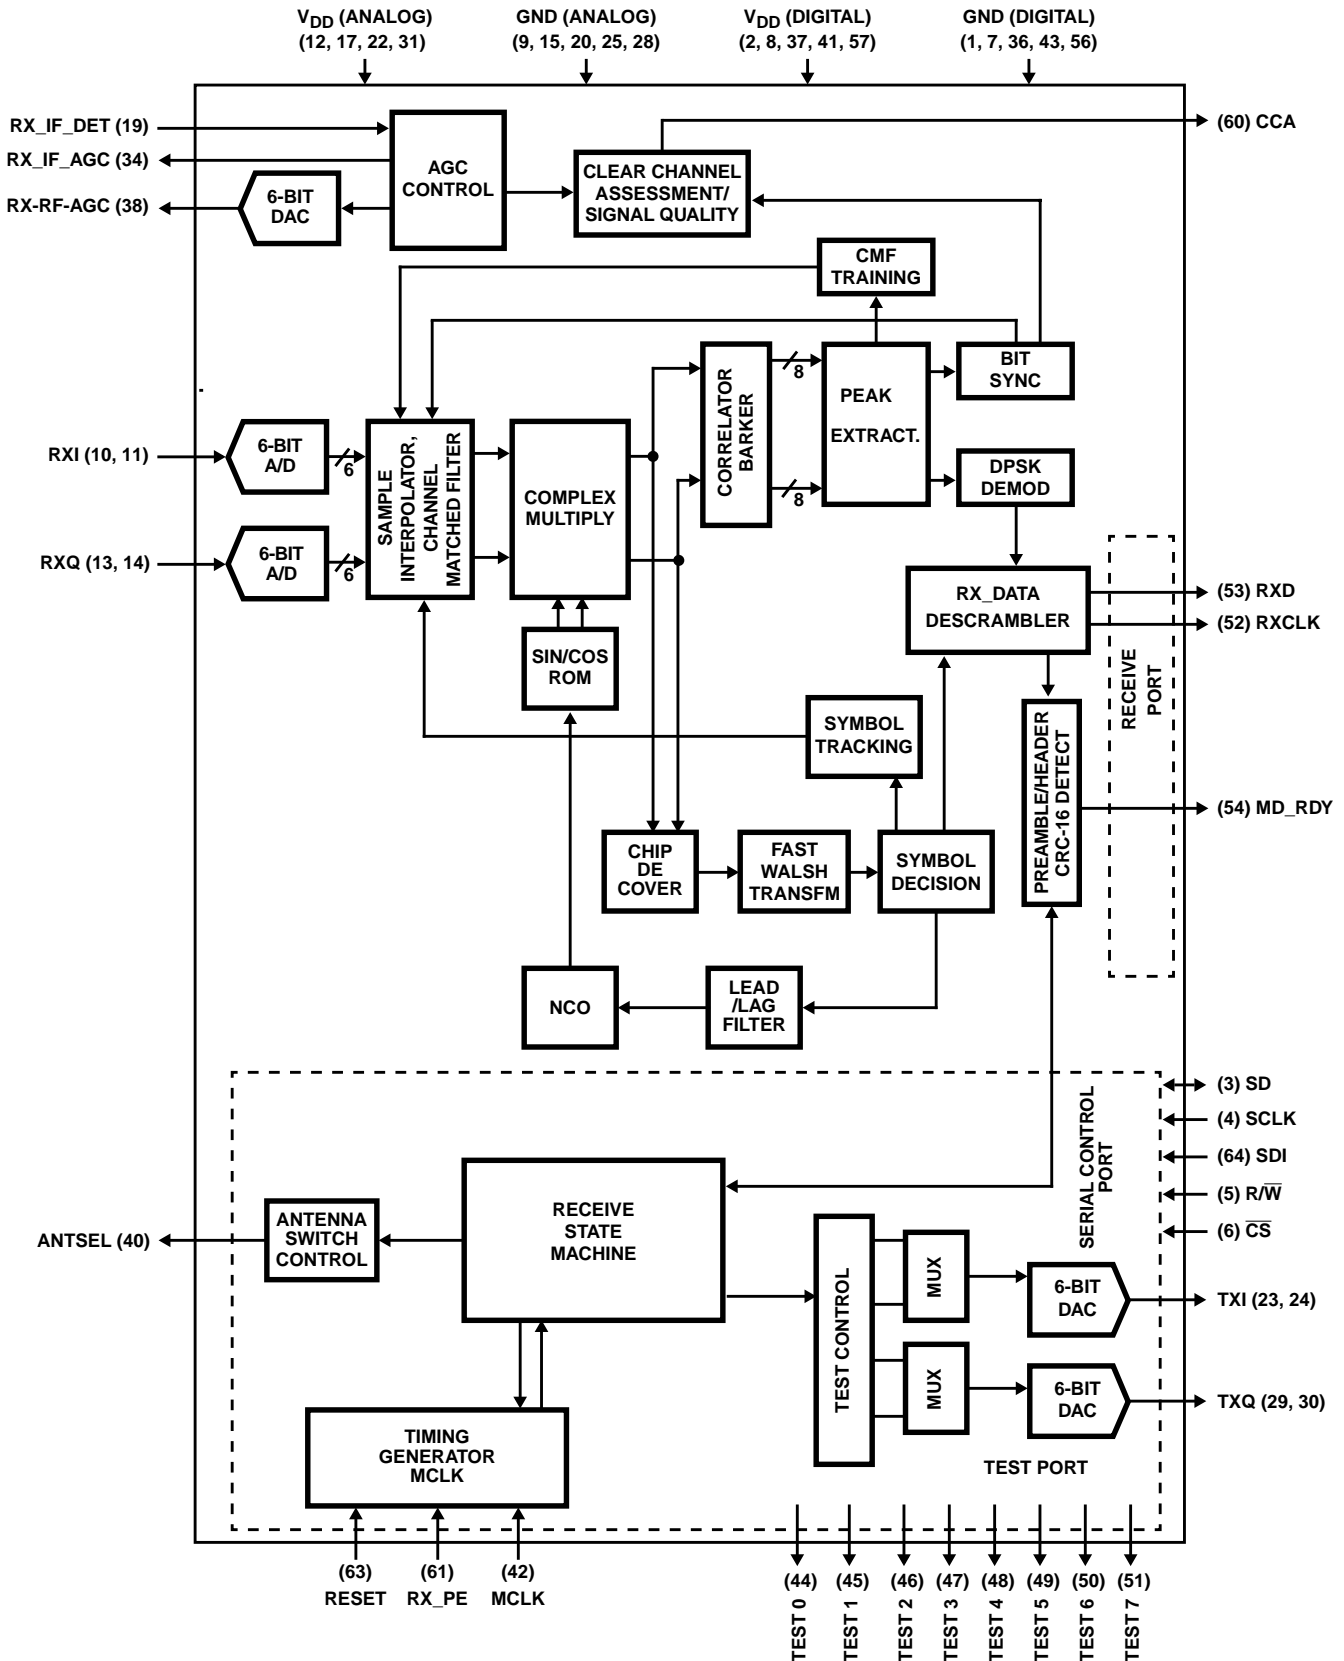 VDD (ANALOG)
(12, 17, 22, 31)
GND (ANALOG)
(9, 15, 20, 25, 28)
VDD (DIGITAL)
(2, 8, 37, 41, 57)
GND (DIGITAL)
(1, 7, 36, 43, 56)
RX_IF_DET (19)
RX_IF_AGC (34)
RX-RF-AGC (38)
6-BIT
DAC
AGC
CONTROL
CLEAR CHANNEL
ASSESSMENT/
SIGNAL QUALITY
(60) CCA
CMF
TRAINING
RXI (10, 11)
6-BIT
A/D
6
RXQ (13, 14)
6-BIT
A/D
6
SAMPLE
INTERPOLATOR,
CHANNEL
MATCHED FILTER
COMPLEX
MULTIPLY
CORRELATOR
BARKER
8
8
PEAK
EXTRACT.
BIT
SYNC
DPSK
DEMOD
RX_DATA
DESCRAMBLER
(53) RXD
(52) RXCLK
RECEIVE
PORT
SIN/COS
ROM
SYMBOL
TRACKING
PREAMBLE/HEADER
CRC-16 DETECT
(54) MD_RDY
CHIP
DE
COVER
FAST
WALSH
TRANSFM
SYMBOL
DECISION
NCO
LEAD
/LAG
FILTER
SERIAL CONTROL
PORT
(3) SD
(4) SCLK
(64) SDI
(5) R/W̅
(6) C̅S̅
ANTSEL (40)
ANTENNA
SWITCH
CONTROL
RECEIVE
STATE
MACHINE
TEST CONTROL
MUX
6-BIT
DAC
TXI (23, 24)
MUX
6-BIT
DAC
TXQ (29, 30)
TIMING
GENERATOR
MCLK
TEST PORT
(63)
RESET
(61)
RX_PE
(42)
MCLK
(44)
TEST 0
(45)
TEST 1
(46)
TEST 2
(47)
TEST 3
(48)
TEST 4
(49)
TEST 5
(50)
TEST 6
(51)
TEST 7